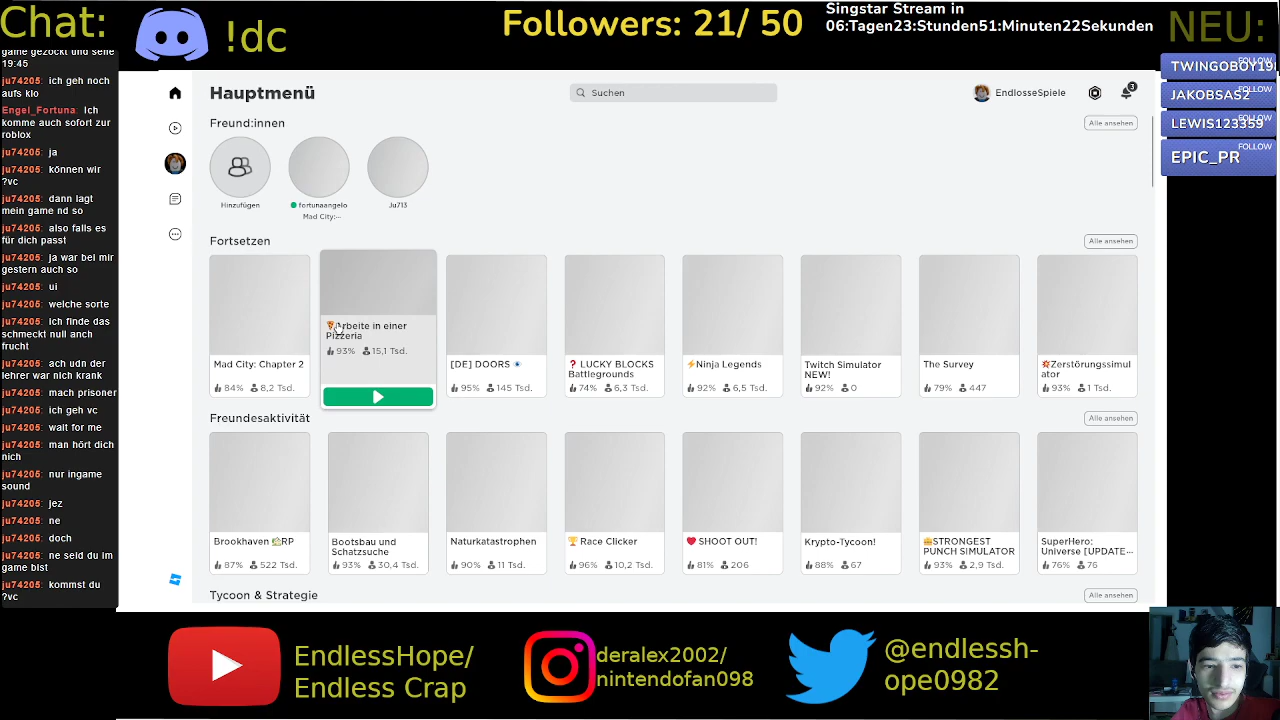 Chat:
!dc
Followers: 21/ 50
Singstar Stream in
06:Tagen23:Stunden51:Minuten22Sekunden
NEU:
game gezockt und seife
19:45
ju74205: ich geh noch
aufs klo
Engel_Fortuna: Ich
komme auch sofort zur
roblox
ju74205: ja
ju74205: können wir
?vc
ju74205: dann lagt
mein game nd so
ju74205: also falls es
für dich passt
ju74205: ja war bei mir
gestern auch so
ju74205: ui
ju74205: welche sorte
ju74205: ich finde das
schmeckt null anch
frucht
ju74205: ach udn der
lehrer war nich krank
ju74205: mach prisoner
ju74205: ich geh vc
ju74205: wait for me
ju74205: man hört dich
nich
ju74205: nur ingame
sound
ju74205: jez
ju74205: ne
ju74205: doch
ju74205: ne seid du im
game bist
ju74205: kommst du
?vc
Hauptmenü
Suchen
EndlosseSpiele
3
Freund:innen
Alle ansehen
Hinzufügen
fortunaangelo
Mad City:...
Ju713
Fortsetzen
Alle ansehen
Mad City: Chapter 2
84% 8,2 Tsd.
Arbeite in einer
Pizzeria
93% 15,1 Tsd.
[DE] DOORS
95% 145 Tsd.
❓ LUCKY BLOCKS
Battlegrounds
74% 6,3 Tsd.
⚡Ninja Legends
92% 6,5 Tsd.
Twitch Simulator
NEW!
92% 0
The Survey
79% 447
💥Zerstörungssimul
ator
93% 1 Tsd.
Freundesaktivität
Alle ansehen
Brookhaven 🏡RP
87% 522 Tsd.
Bootsbau und
Schatzsuche
93% 30,4 Tsd.
Naturkatastrophen
90% 11 Tsd.
🏆 Race Clicker
96% 10,2 Tsd.
❤️ SHOOT OUT!
81% 206
Krypto-Tycoon!
88% 67
👑STRONGEST
PUNCH SIMULATOR
93% 2,9 Tsd.
SuperHero:
Universe [UPDATE...
76% 76
Tycoon & Strategie
Alle ansehen
FOLLOW
TWINGOBOY19
FOLLOW
JAKOBSAS2
FOLLOW
LEWIS123359
FOLLOW
EPIC_PR
EndlessHope/
Endless Crap
deralex2002/
nintendofan098
@endlessh-
ope0982